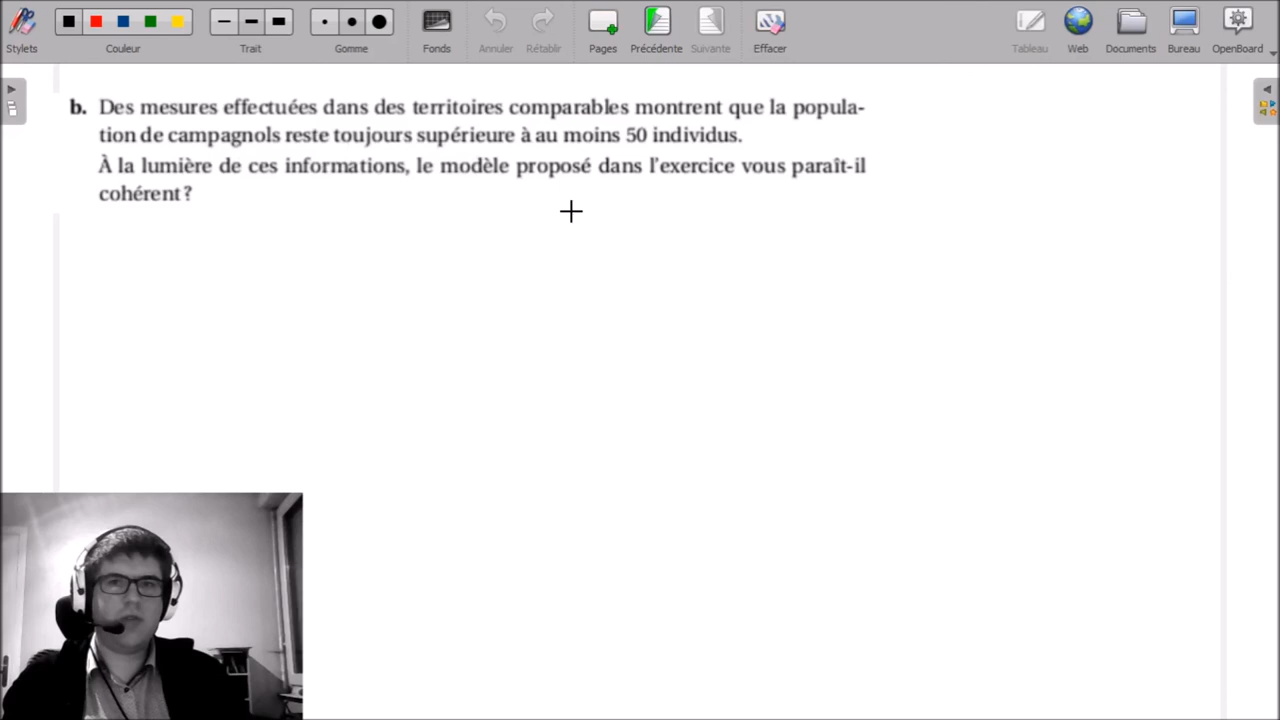 Stylets Couleur Trait Gomme Fonds Annuler Rétablir Pages Précédente Suivante Effacer Tableau Web Documents Bureau OpenBoard
b. Des mesures effectuées dans des territoires comparables montrent que la popula-
tion de campagnols reste toujours supérieure à au moins 50 individus.
À la lumière de ces informations, le modèle proposé dans l'exercice vous paraît-il
cohérent ?